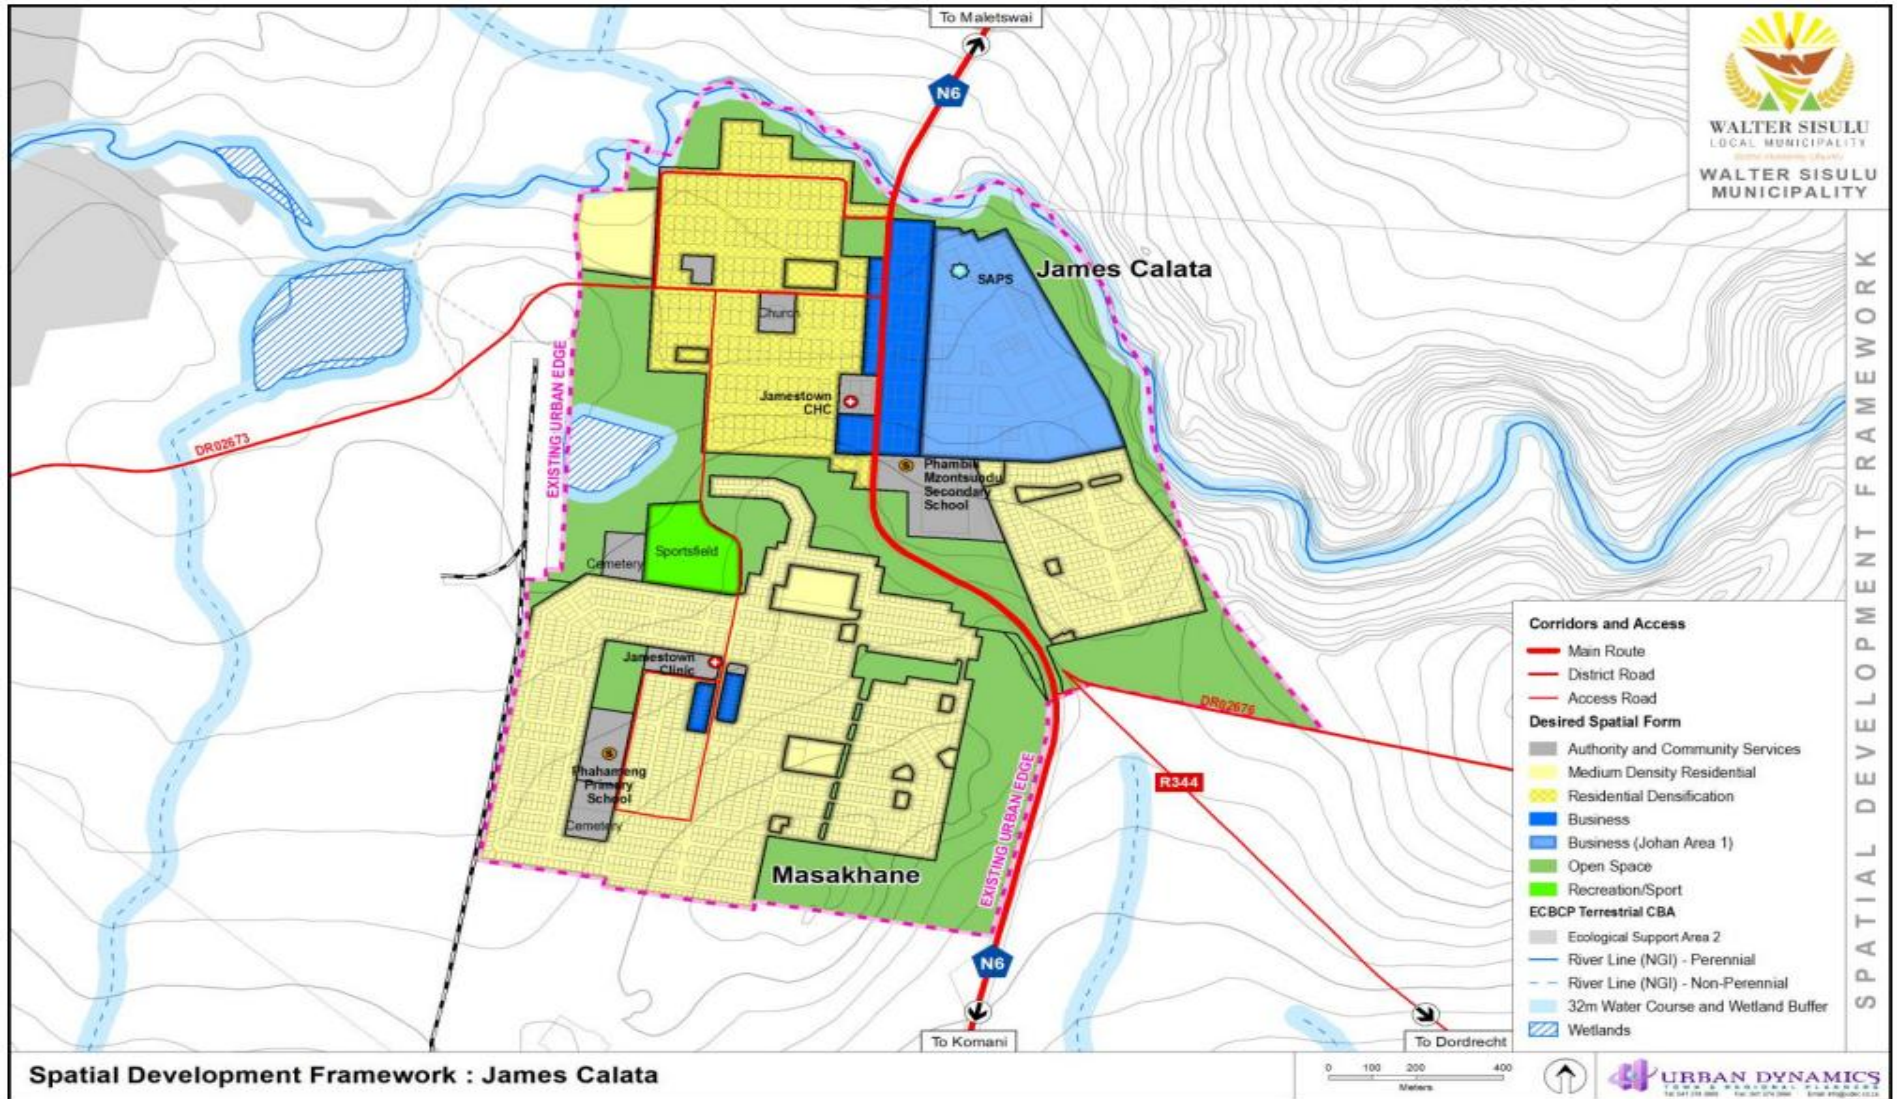 To Maletswai
N6
WALTER SISULU
LOCAL MUNICIPALITY
WALTER SISULU
MUNICIPALITY
SPATIAL DEVELOPMENT FRAMEWORK
James Calata
SAPS
Church
Jamestown
CHC
EXISTING URBAN EDGE
DR02673
Phambili
Mzontsundu
Secondary
School
Sportsfield
Cemetery
Jamestown
Clinic
DR02676
R344
Phahameng
Primary
School
Cemetery
Masakhane
EXISTING URBAN EDGE
N6
To Komani
To Dordrecht
Corridors and Access
Main Route
District Road
Access Road
Desired Spatial Form
Authority and Community Services
Medium Density Residential
Residential Densification
Business
Business (Johan Area 1)
Open Space
Recreation/Sport
ECBCP Terrestrial CBA
Ecological Support Area 2
River Line (NGI) - Perennial
River Line (NGI) - Non-Perennial
32m Water Course and Wetland Buffer
Wetlands
Spatial Development Framework : James Calata
0 100 200 400
Meters
URBAN DYNAMICS
TOWN & REGIONAL PLANNERS